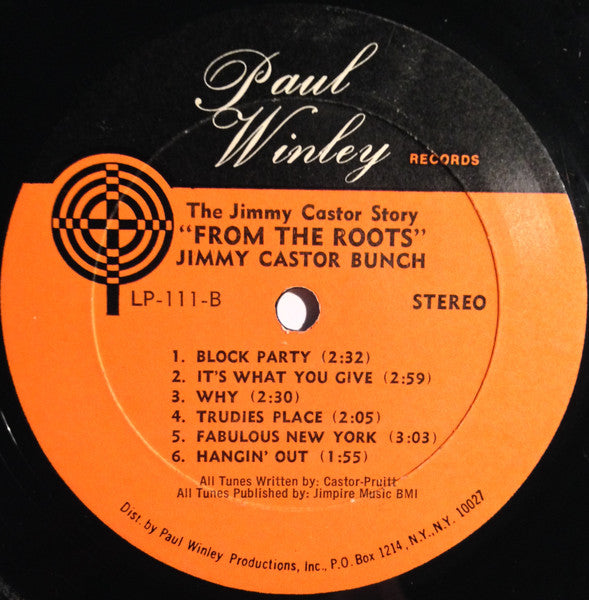 Paul
Winley RECORDS
The Jimmy Castor Story
"FROM THE ROOTS"
JIMMY CASTOR BUNCH
LP-111-B STEREO
1. BLOCK PARTY (2:32)
2. IT'S WHAT YOU GIVE (2:59)
3. WHY (2:30)
4. TRUDIES PLACE (2:05)
5. FABULOUS NEW YORK (3:03)
6. HANGIN' OUT (1:55)
All Tunes Written by: Castor-Pruitt
All Tunes Published by: Jimpire Music BMI
Dist. by Paul Winley Productions, Inc., P.O. Box 1214, N.Y., N.Y. 10027